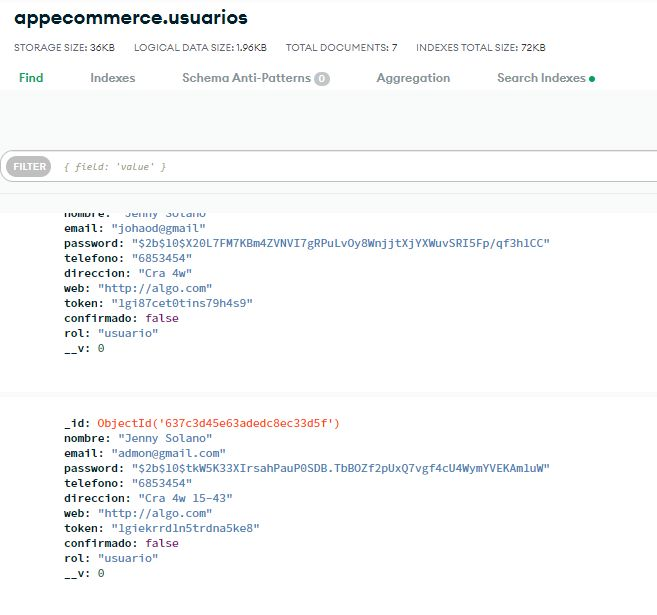 appecommerce.usuarios
STORAGE SIZE: 36KB LOGICAL DATA SIZE: 1.96KB TOTAL DOCUMENTS: 7 INDEXES TOTAL SIZE: 72KB
Find Indexes Schema Anti-Patterns 0 Aggregation Search Indexes
FILTER { field: 'value' }
nombre: "Jenny Solano"
email: "johaod@gmail"
password: "$2b$10$X20L7FM7KBm4ZVNVI7gRPuLvOy8WnjjtXjYXWuvSRI5Fp/qf3h1CC"
telefono: "6853454"
direccion: "Cra 4w"
web: "http://algo.com"
token: "1gi87cet0tins79h4s9"
confirmado: false
rol: "usuario"
__v: 0
_id: ObjectId('637c3d45e63adedc8ec33d5f')
nombre: "Jenny Solano"
email: "admon@gmail.com"
password: "$2b$10$tkW5K33XIrsahPauP0SDB.TbBOZf2pUxQ7vgf4cU4WymYVEKAm1uW"
telefono: "6853454"
direccion: "Cra 4w 15-43"
web: "http://algo.com"
token: "1giekrrd1n5trdna5ke8"
confirmado: false
rol: "usuario"
__v: 0